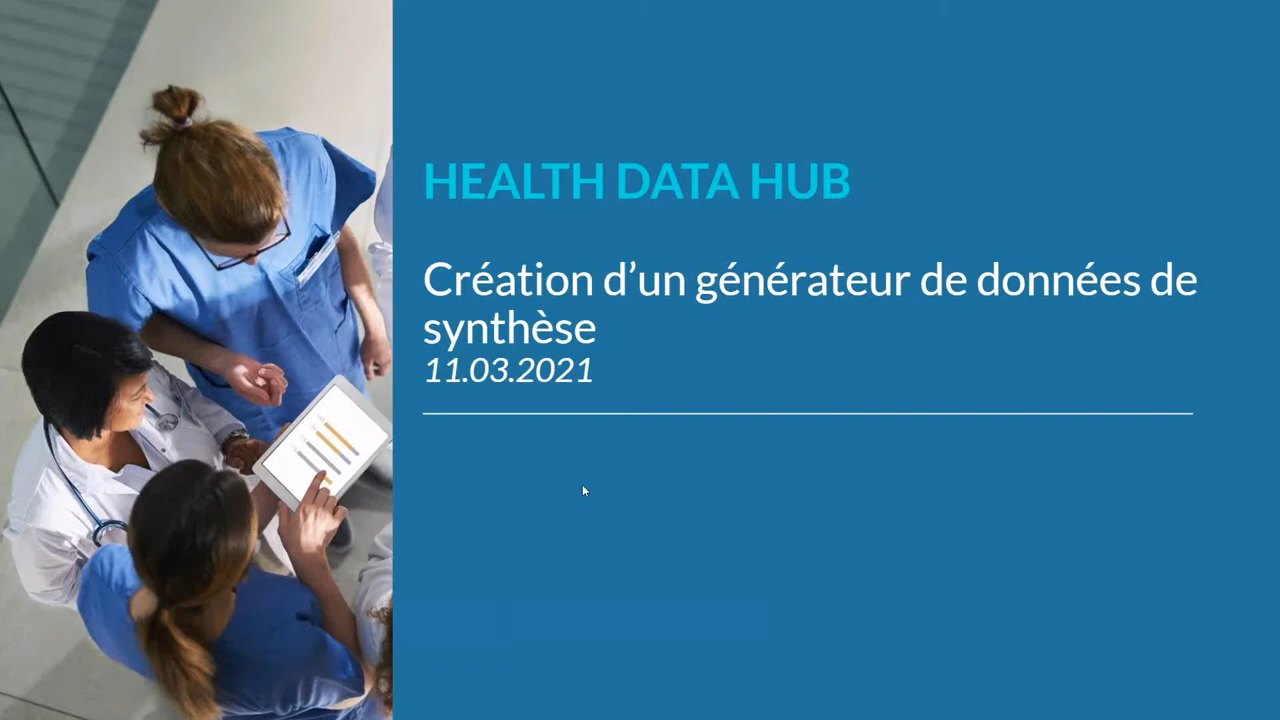 HEALTH DATA HUB
Création d’un générateur de données de
synthèse
11.03.2021